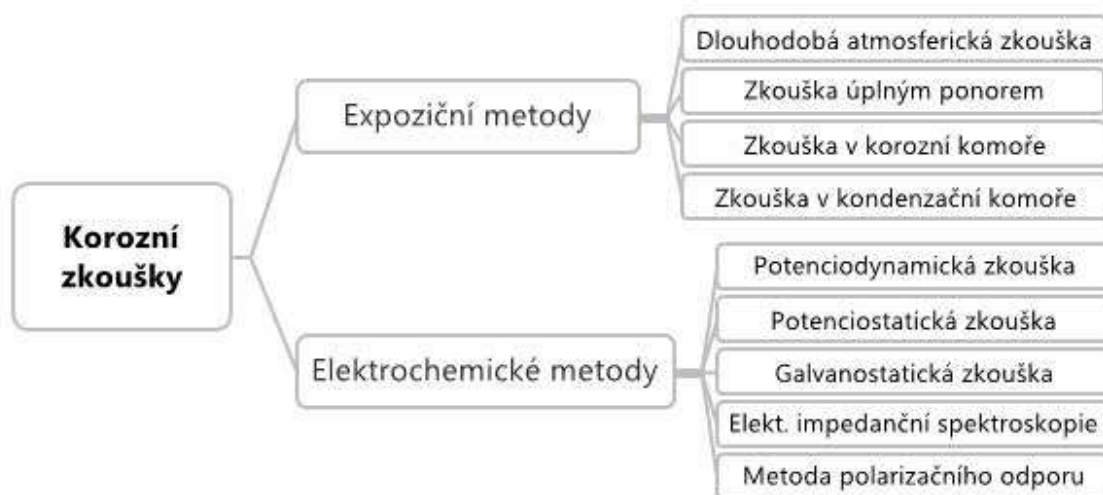 Korozní
zkoušky
Expoziční metody
Dlouhodobá atmosferická zkouška
Zkouška úplným ponorem
Zkouška v korozní komoře
Zkouška v kondenzační komoře
Elektrochemické metody
Potenciodynamická zkouška
Potenciostatická zkouška
Galvanostatická zkouška
Elekt. impedanční spektroskopie
Metoda polarizačního odporu